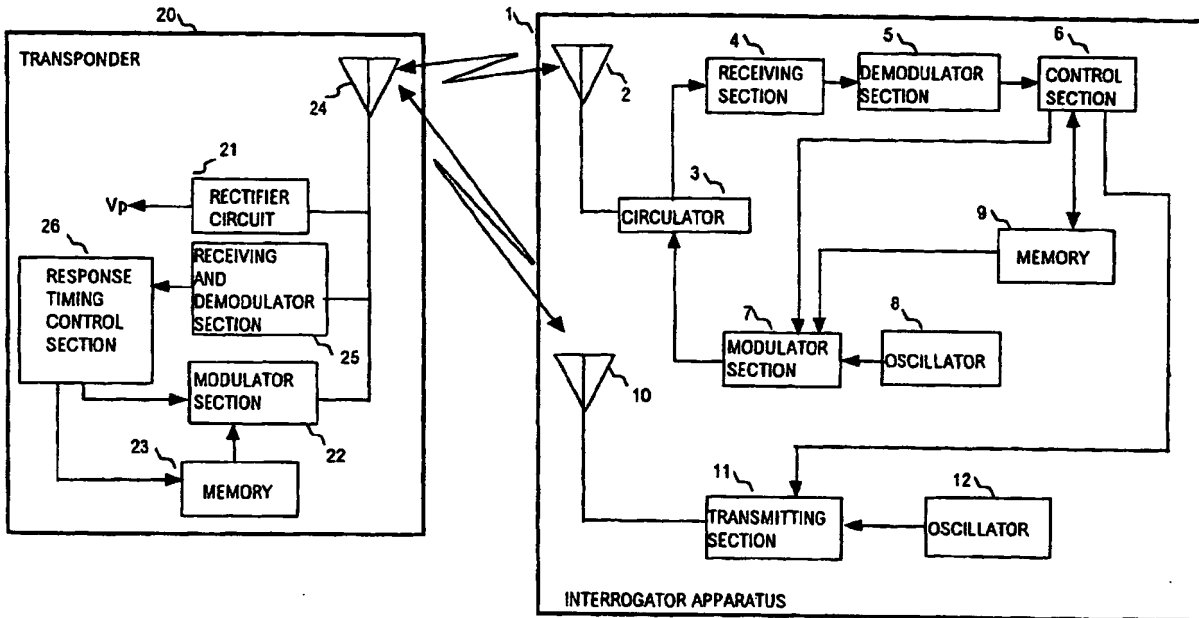 20
TRANSPONDER
24
21
RECTIFIER
CIRCUIT
Vp
26
RESPONSE
TIMING
CONTROL
SECTION
RECEIVING
AND
DEMODULATOR
SECTION
25
MODULATOR
SECTION
22
23
MEMORY
1
2
4
RECEIVING
SECTION
5
DEMODULATOR
SECTION
6
CONTROL
SECTION
3
CIRCULATOR
9
MEMORY
7
MODULATOR
SECTION
8
OSCILLATOR
10
11
TRANSMITTING
SECTION
12
OSCILLATOR
INTERROGATOR APPARATUS